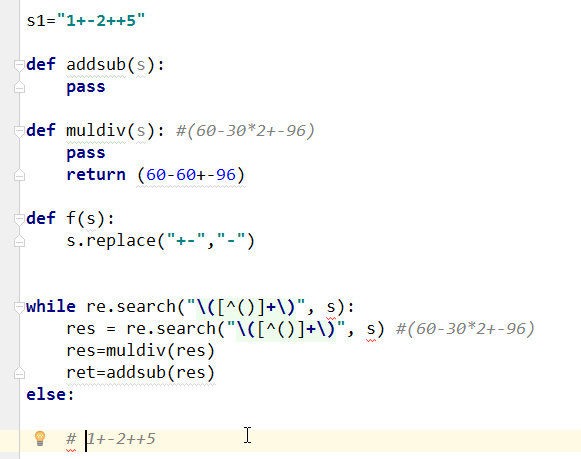 s1="1+-2++5"
def addsub(s):
pass
def muldiv(s): #(60-30*2+-96)
pass
return (60-60+-96)
def f(s):
s.replace("+-","-")
while re.search("\([^()]+\)", s):
res = re.search("\([^()]+\)", s) #(60-30*2+-96)
res=muldiv(res)
ret=addsub(res)
else:
# 1+-2++5